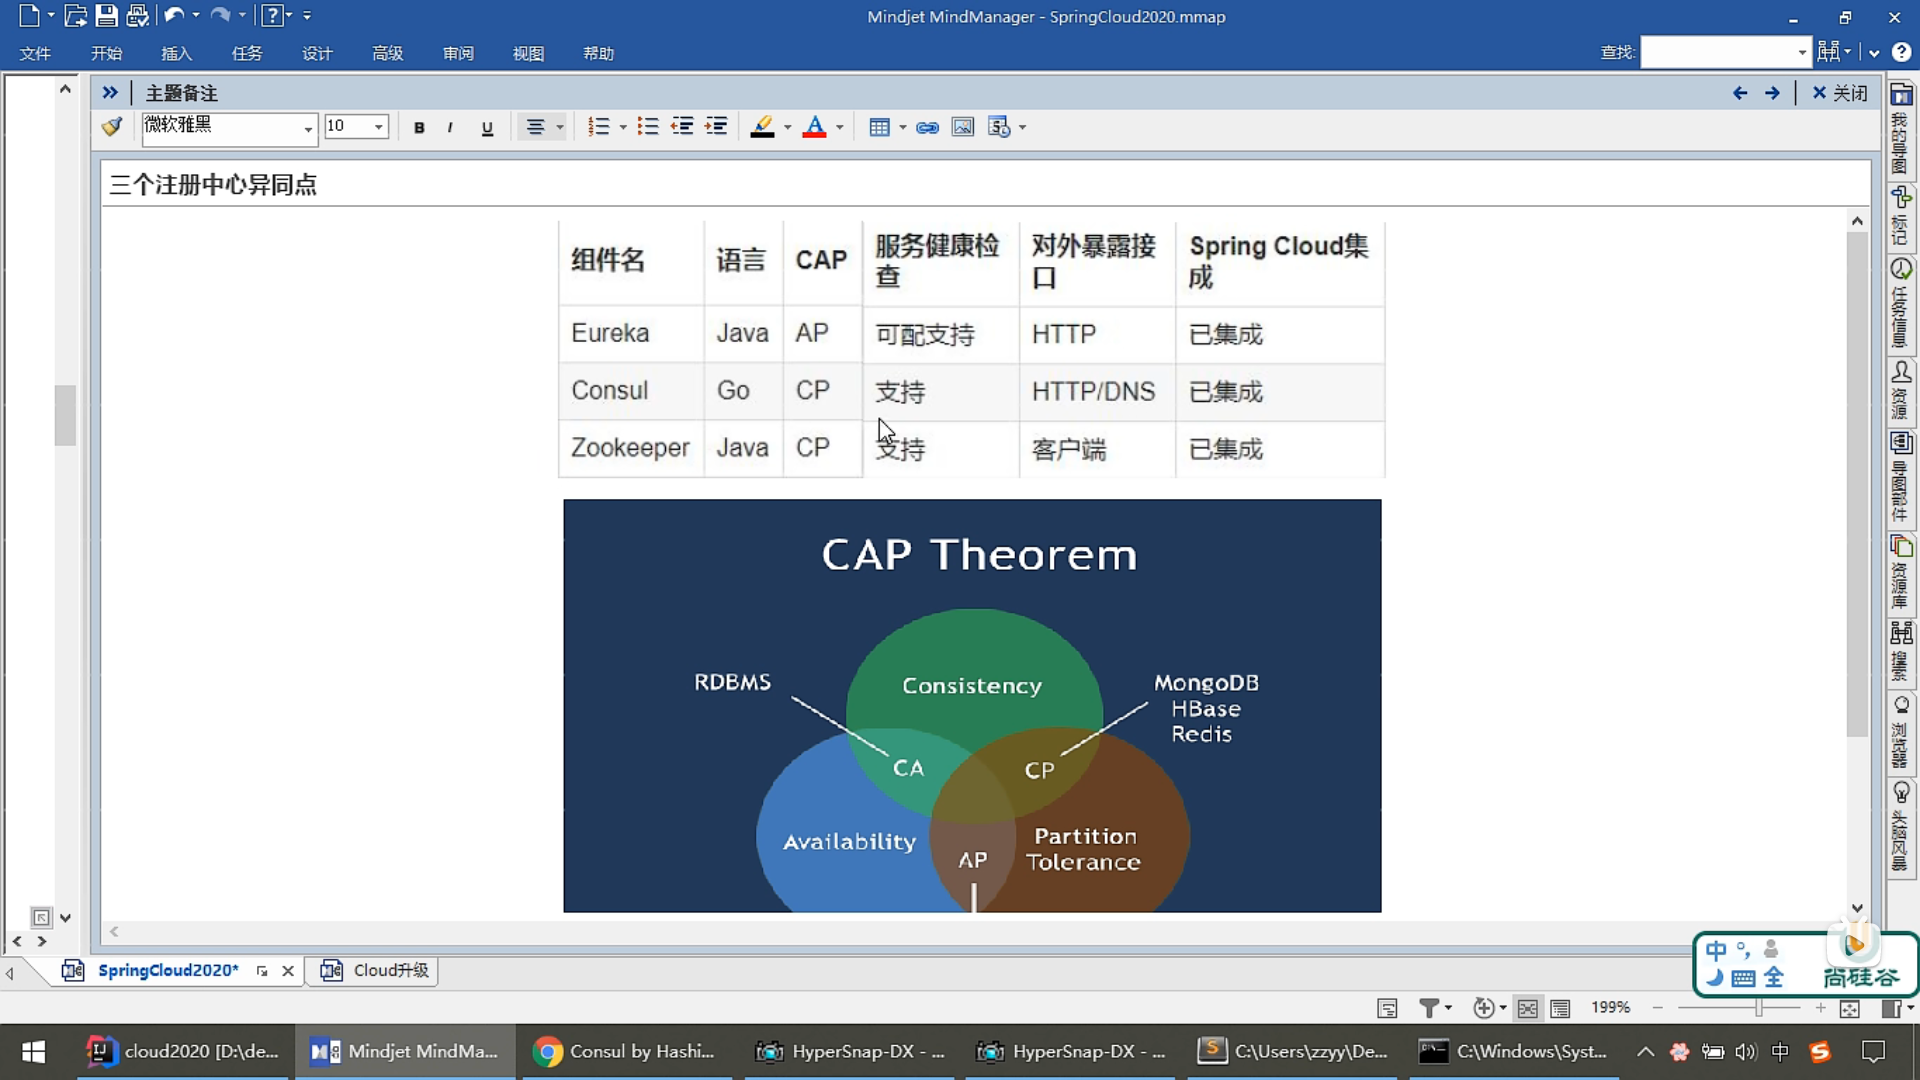 Mindjet MindManager - SpringCloud2020.mmap
文件 开始 插入 任务 设计 高级 审阅 视图 帮助 查找:
主题备注 关闭
微软雅黑 10 B I U
三个注册中心异同点
组件名 语言 CAP 服务健康检查 对外暴露接口 Spring Cloud集成
Eureka Java AP 可配支持 HTTP 已集成
Consul Go CP 支持 HTTP/DNS 已集成
Zookeeper Java CP 支持 客户端 已集成
CAP Theorem
RDBMS
Consistency
MongoDB
HBase
Redis
CA
CP
Availability
AP
Partition
Tolerance
我的导图
标记
任务信息
资源
导图部件
资源库
搜索
浏览器
头脑风暴
SpringCloud2020* Cloud升级
中
全
尚硅谷
199%
cloud2020 [D:\de... Mindjet MindMa... Consul by Hashi... HyperSnap-DX - ... HyperSnap-DX - ... C:\Users\zzyy\De... C:\Windows\Syst... 中